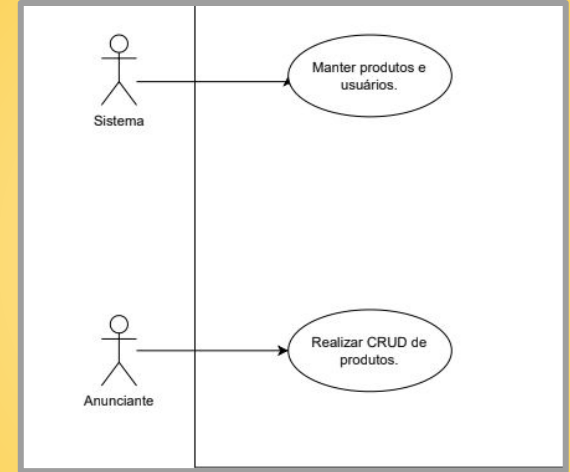 Manter produtos e
usuários.
Sistema
Realizar CRUD de
produtos.
Anunciante